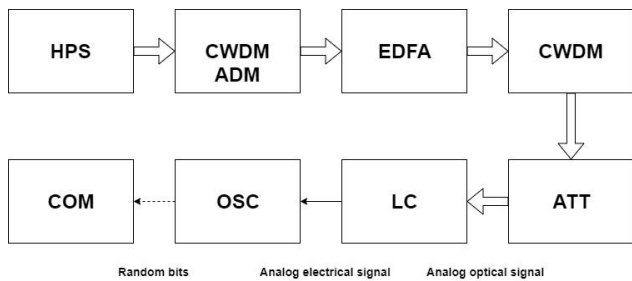 HPS
CWDM
ADM
EDFA
CWDM
COM
OSC
LC
ATT
Random bits
Analog electrical signal
Analog optical signal